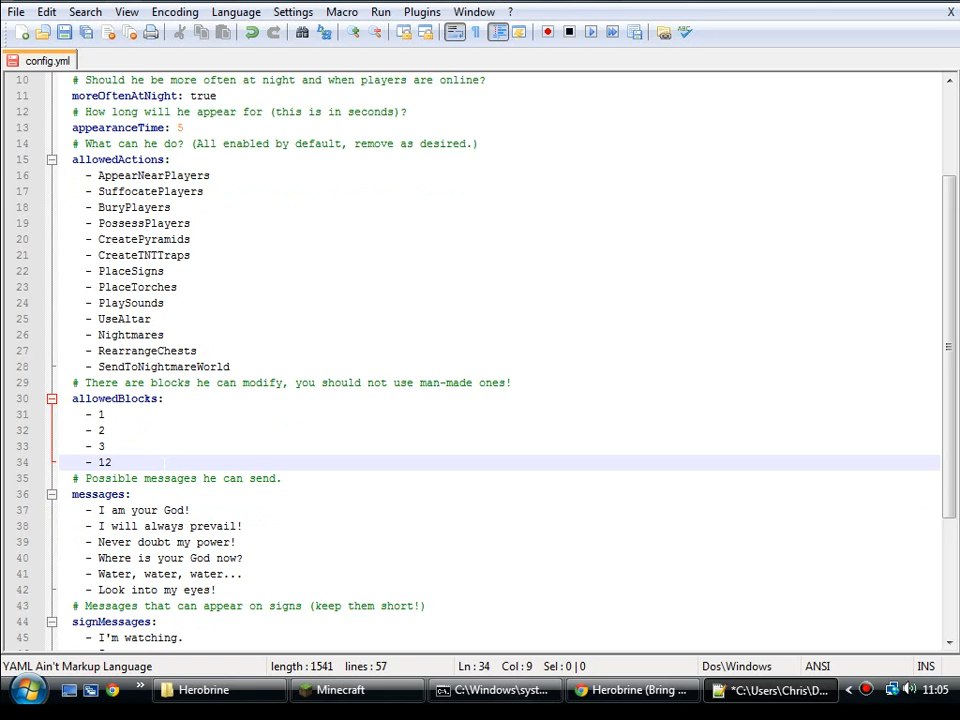 File Edit Search View Encoding Language Settings Macro Run Plugins Window ? X
config.yml
10 # Should he be more often at night and when players are online?
11 moreOftenAtNight: true
12 # How long will he appear for (this is in seconds)?
13 appearanceTime: 5
14 # What can he do? (All enabled by default, remove as desired.)
15 allowedActions:
16 - AppearNearPlayers
17 - SuffocatePlayers
18 - BuryPlayers
19 - PossessPlayers
20 - CreatePyramids
21 - CreateTNTTraps
22 - PlaceSigns
23 - PlaceTorches
24 - PlaySounds
25 - UseAltar
26 - Nightmares
27 - RearrangeChests
28 - SendToNightmareWorld
29 # There are blocks he can modify, you should not use man-made ones!
30 allowedBlocks:
31 - 1
32 - 2
33 - 3
34 - 12
35 # Possible messages he can send.
36 messages:
37 - I am your God!
38 - I will always prevail!
39 - Never doubt my power!
40 - Where is your God now?
41 - Water, water, water...
42 - Look into my eyes!
43 # Messages that can appear on signs (keep them short!)
44 signMessages:
45 - I'm watching.
YAML Ain't Markup Language length : 1541 lines : 57 Ln : 34 Col : 9 Sel : 0 | 0 Dos\Windows ANSI INS
» Herobrine Minecraft C:\Windows\syst... Herobrine (Bring ... *C:\Users\Chris\D... < 11:05